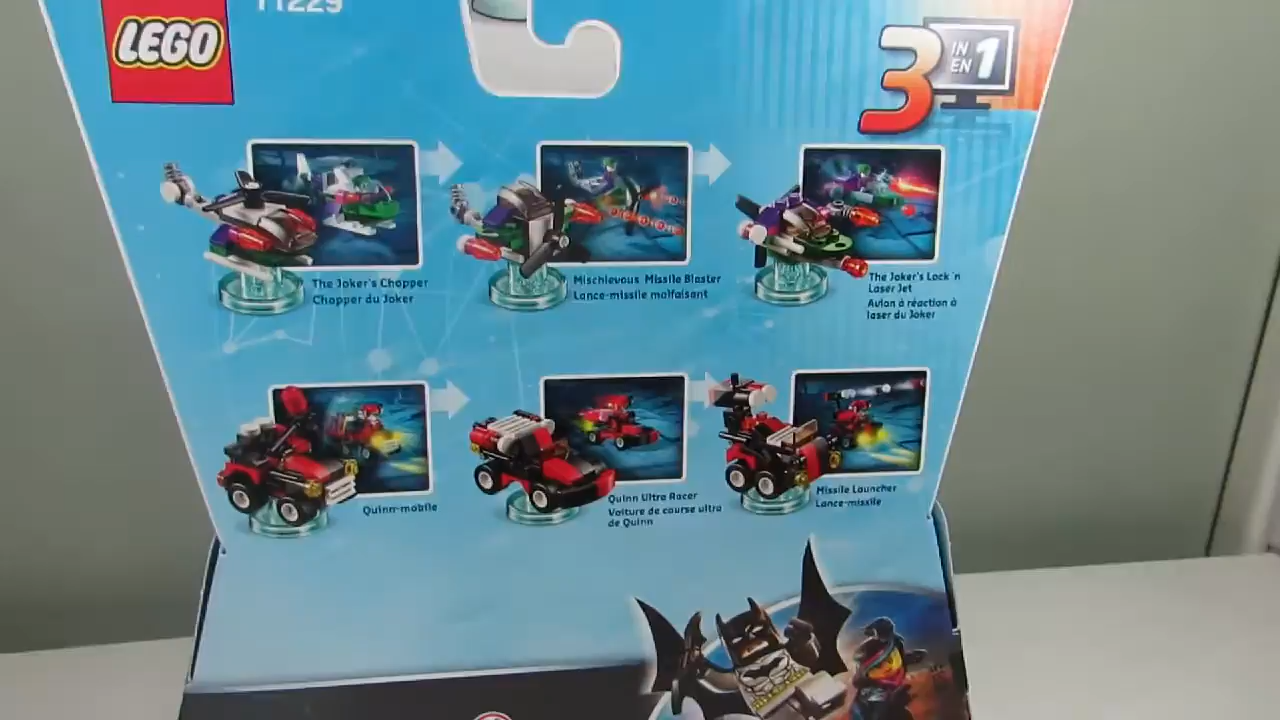 LEGO
11229
3 IN EN 1
The Joker's Chopper
Chopper du Joker
Mischievous Missile Blaster
Lance-missile malfaisant
The Joker's Lock 'n
Laser Jet
Avion à réaction à
laser du Joker
Quinn-mobile
Quinn Ultra Racer
Voiture de course ultra
de Quinn
Missile Launcher
Lance-missile